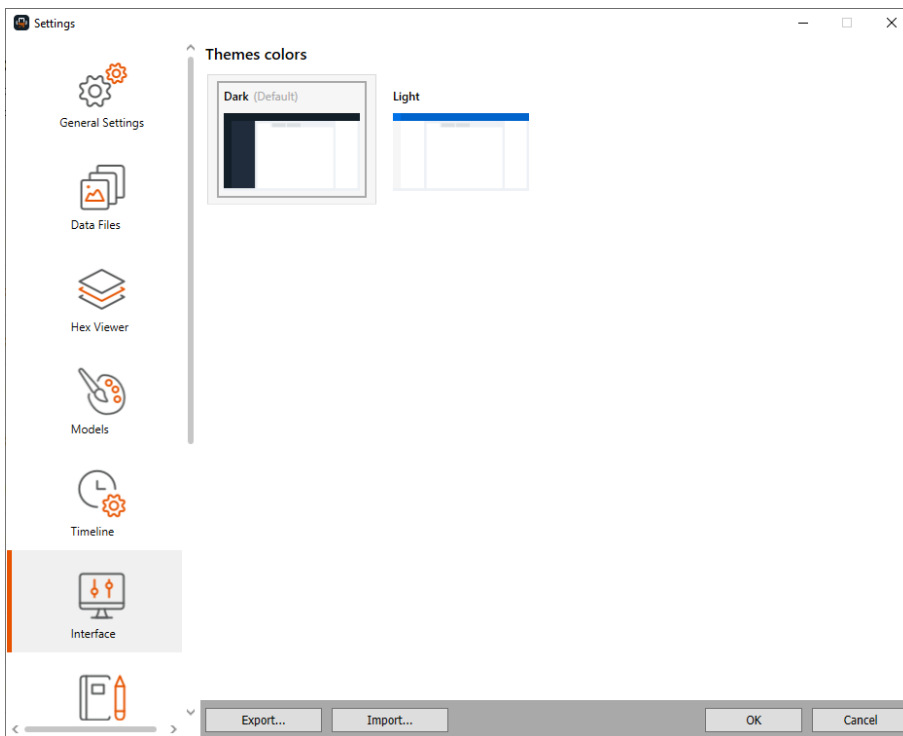 Settings
Themes colors
Dark (Default)
Light
General Settings
Data Files
Hex Viewer
Models
Timeline
Interface
Export...
Import...
OK
Cancel